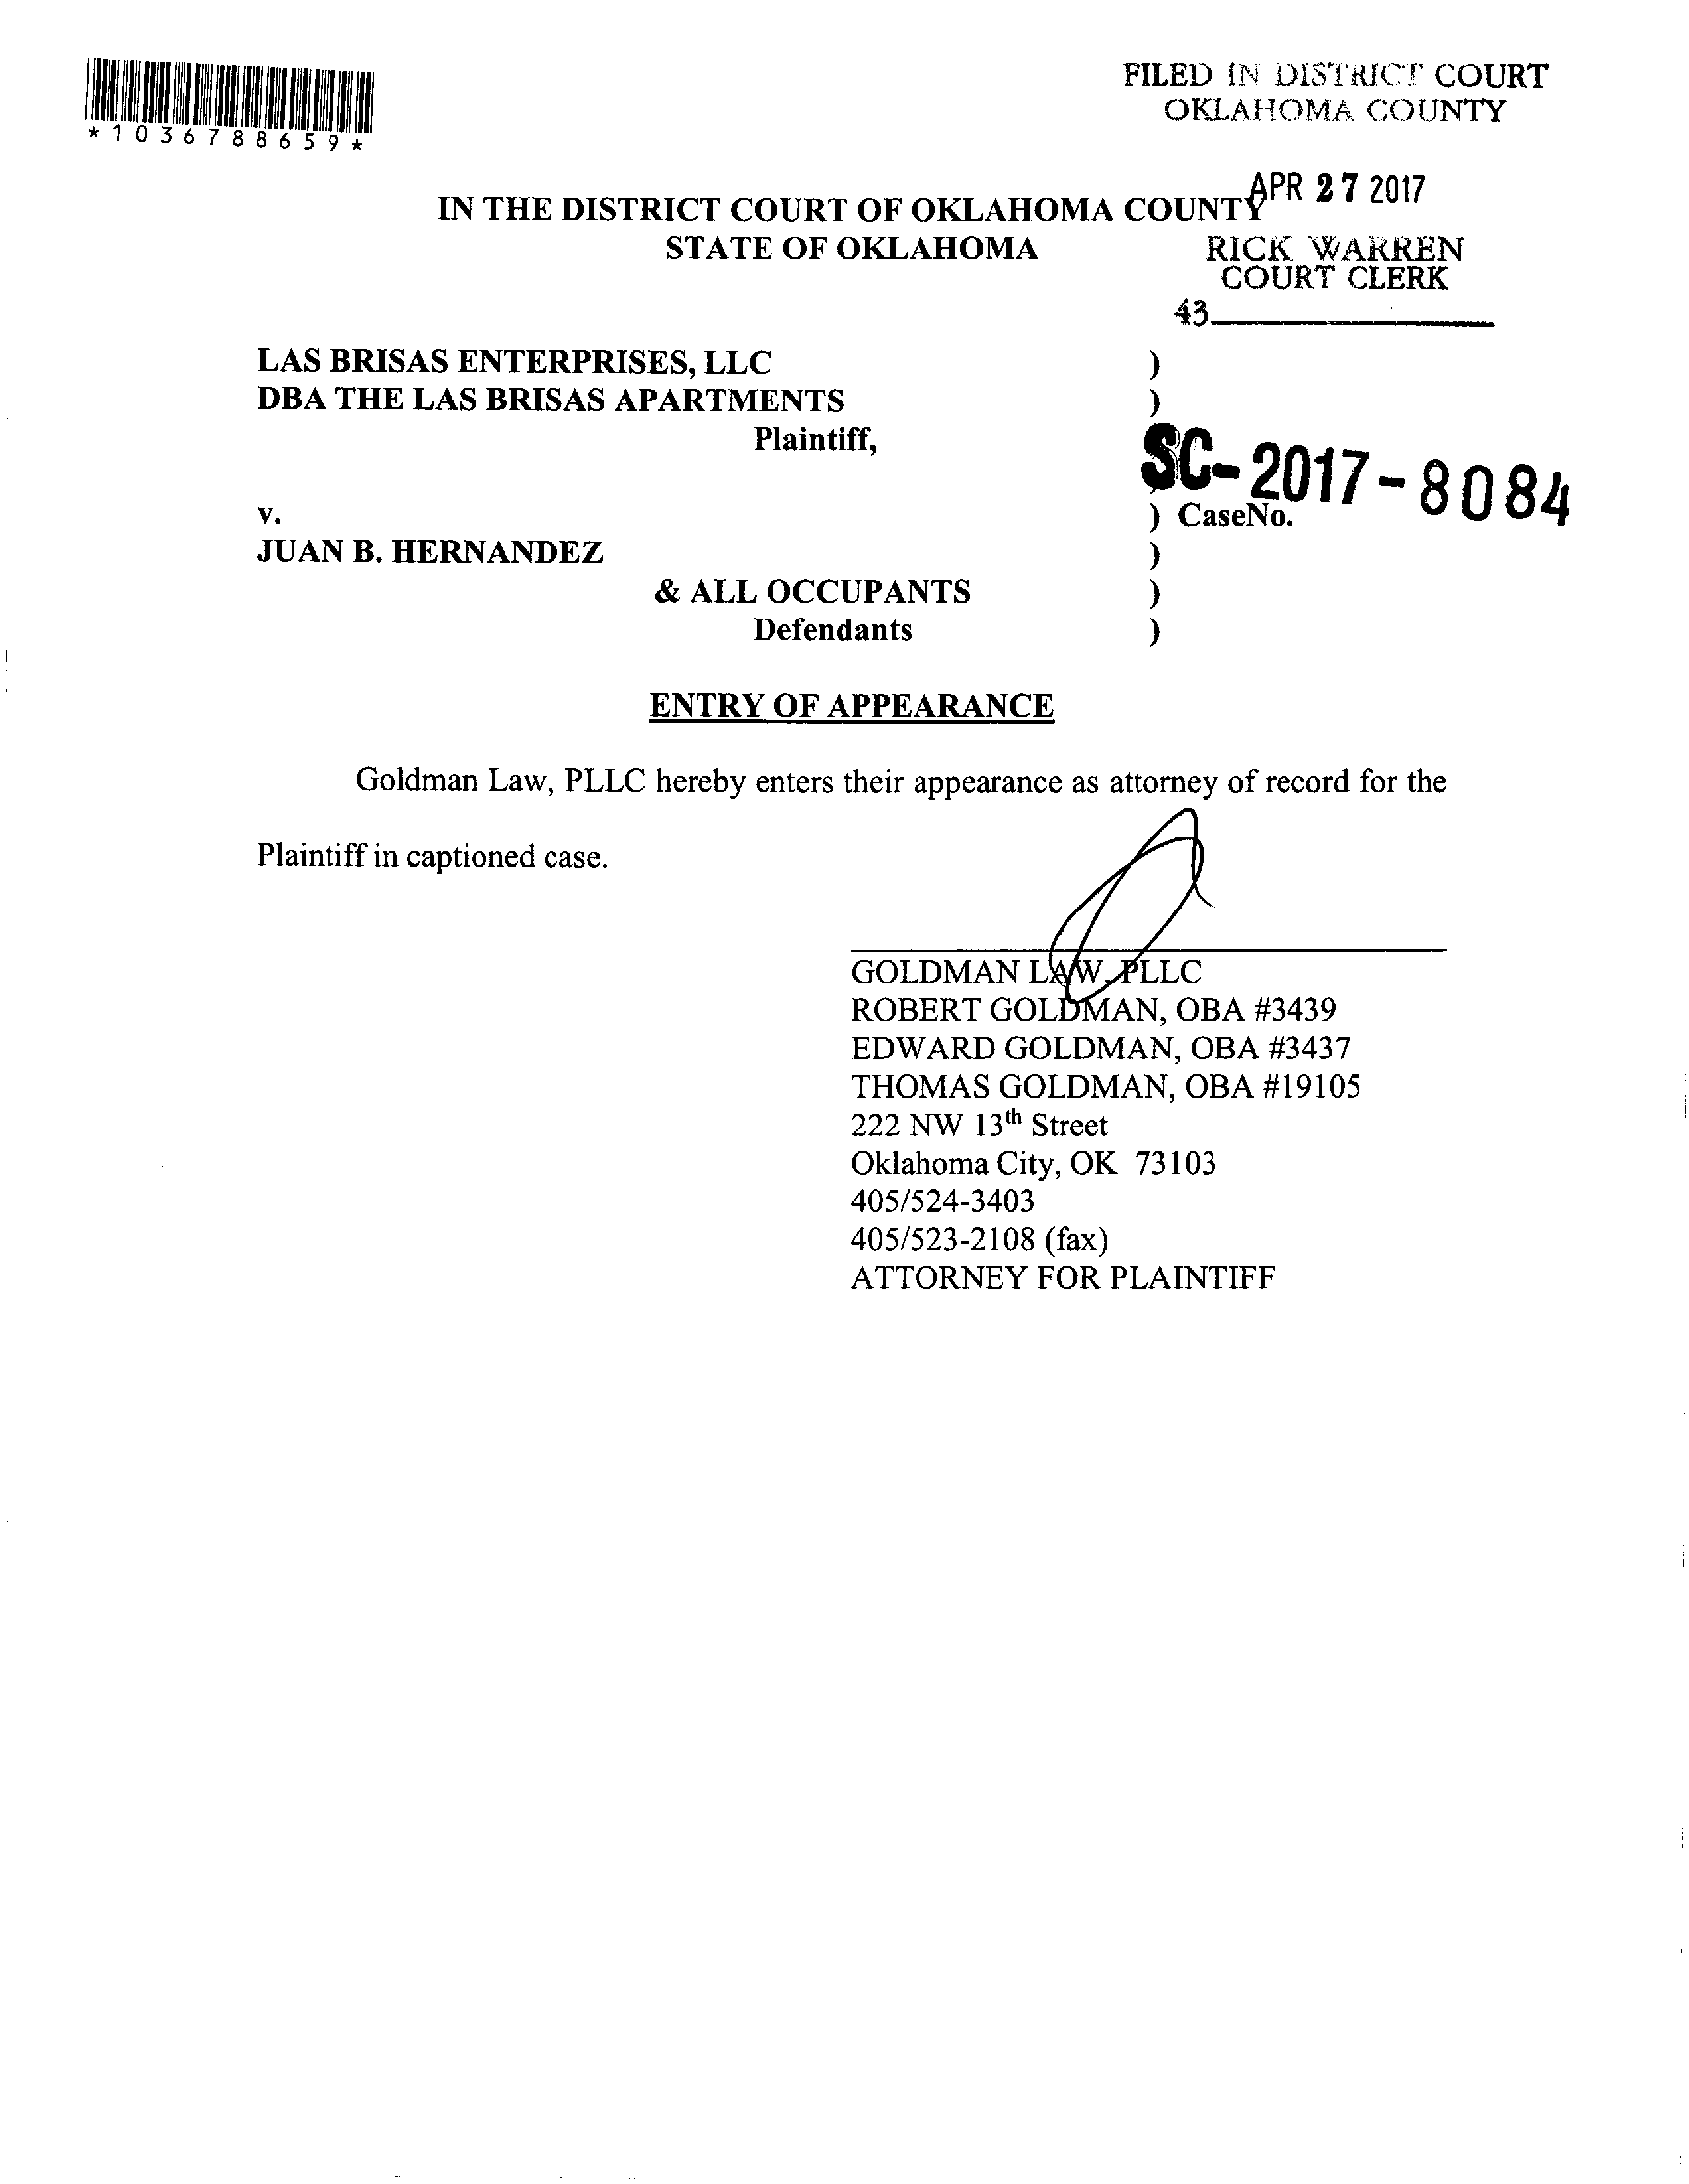 *1036788659*
FILED IN DISTRICT COURT
OKLAHOMA COUNTY
APR 27 2017
IN THE DISTRICT COURT OF OKLAHOMA COUNTY
STATE OF OKLAHOMA
RICK WARREN
COURT CLERK
43
LAS BRISAS ENTERPRISES, LLC )
DBA THE LAS BRISAS APARTMENTS )
Plaintiff,
SC-2017-8084
v. ) CaseNo.
JUAN B. HERNANDEZ )
& ALL OCCUPANTS )
Defendants )
ENTRY OF APPEARANCE
Goldman Law, PLLC hereby enters their appearance as attorney of record for the
Plaintiff in captioned case.
GOLDMAN LAW, PLLC
ROBERT GOLDMAN, OBA #3439
EDWARD GOLDMAN, OBA #3437
THOMAS GOLDMAN, OBA #19105
222 NW 13th Street
Oklahoma City, OK 73103
405/524-3403
405/523-2108 (fax)
ATTORNEY FOR PLAINTIFF